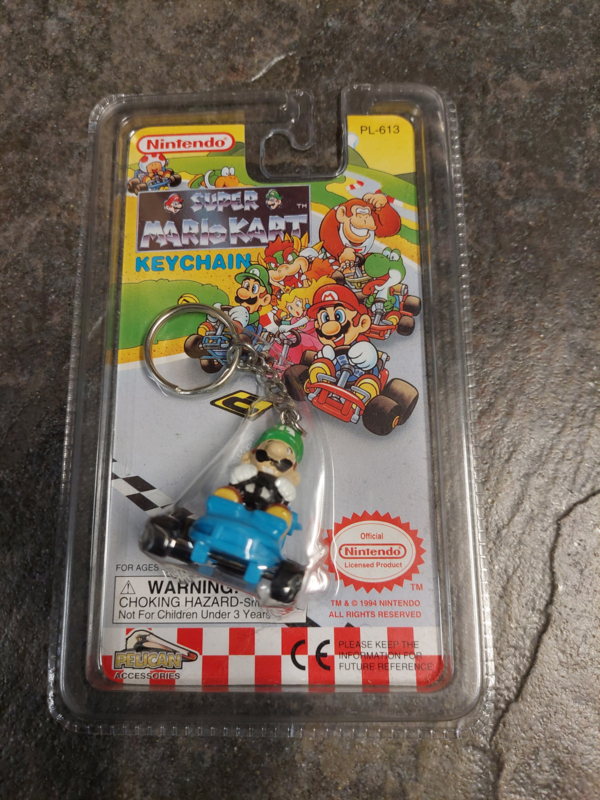 Nintendo®
PL-613
SUPER
MARIO KART
TM
KEYCHAIN
Official
Nintendo
Licensed Product
TM
FOR AGES
WARNING:
CHOKING HAZARD-Sm
Not For Children Under 3 Years
TM & © 1994 NINTENDO
ALL RIGHTS RESERVED
PELICAN
ACCESSORIES
CE
PLEASE KEEP THE
INFORMATION FOR
FUTURE REFERENCE